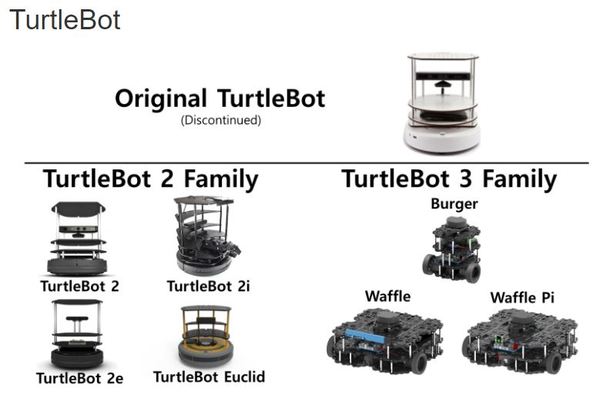 TurtleBot
Original TurtleBot
(Discontinued)
TurtleBot 2 Family
TurtleBot 2
TurtleBot 2i
TurtleBot 2e
TurtleBot Euclid
TurtleBot 3 Family
Burger
Waffle
Waffle Pi